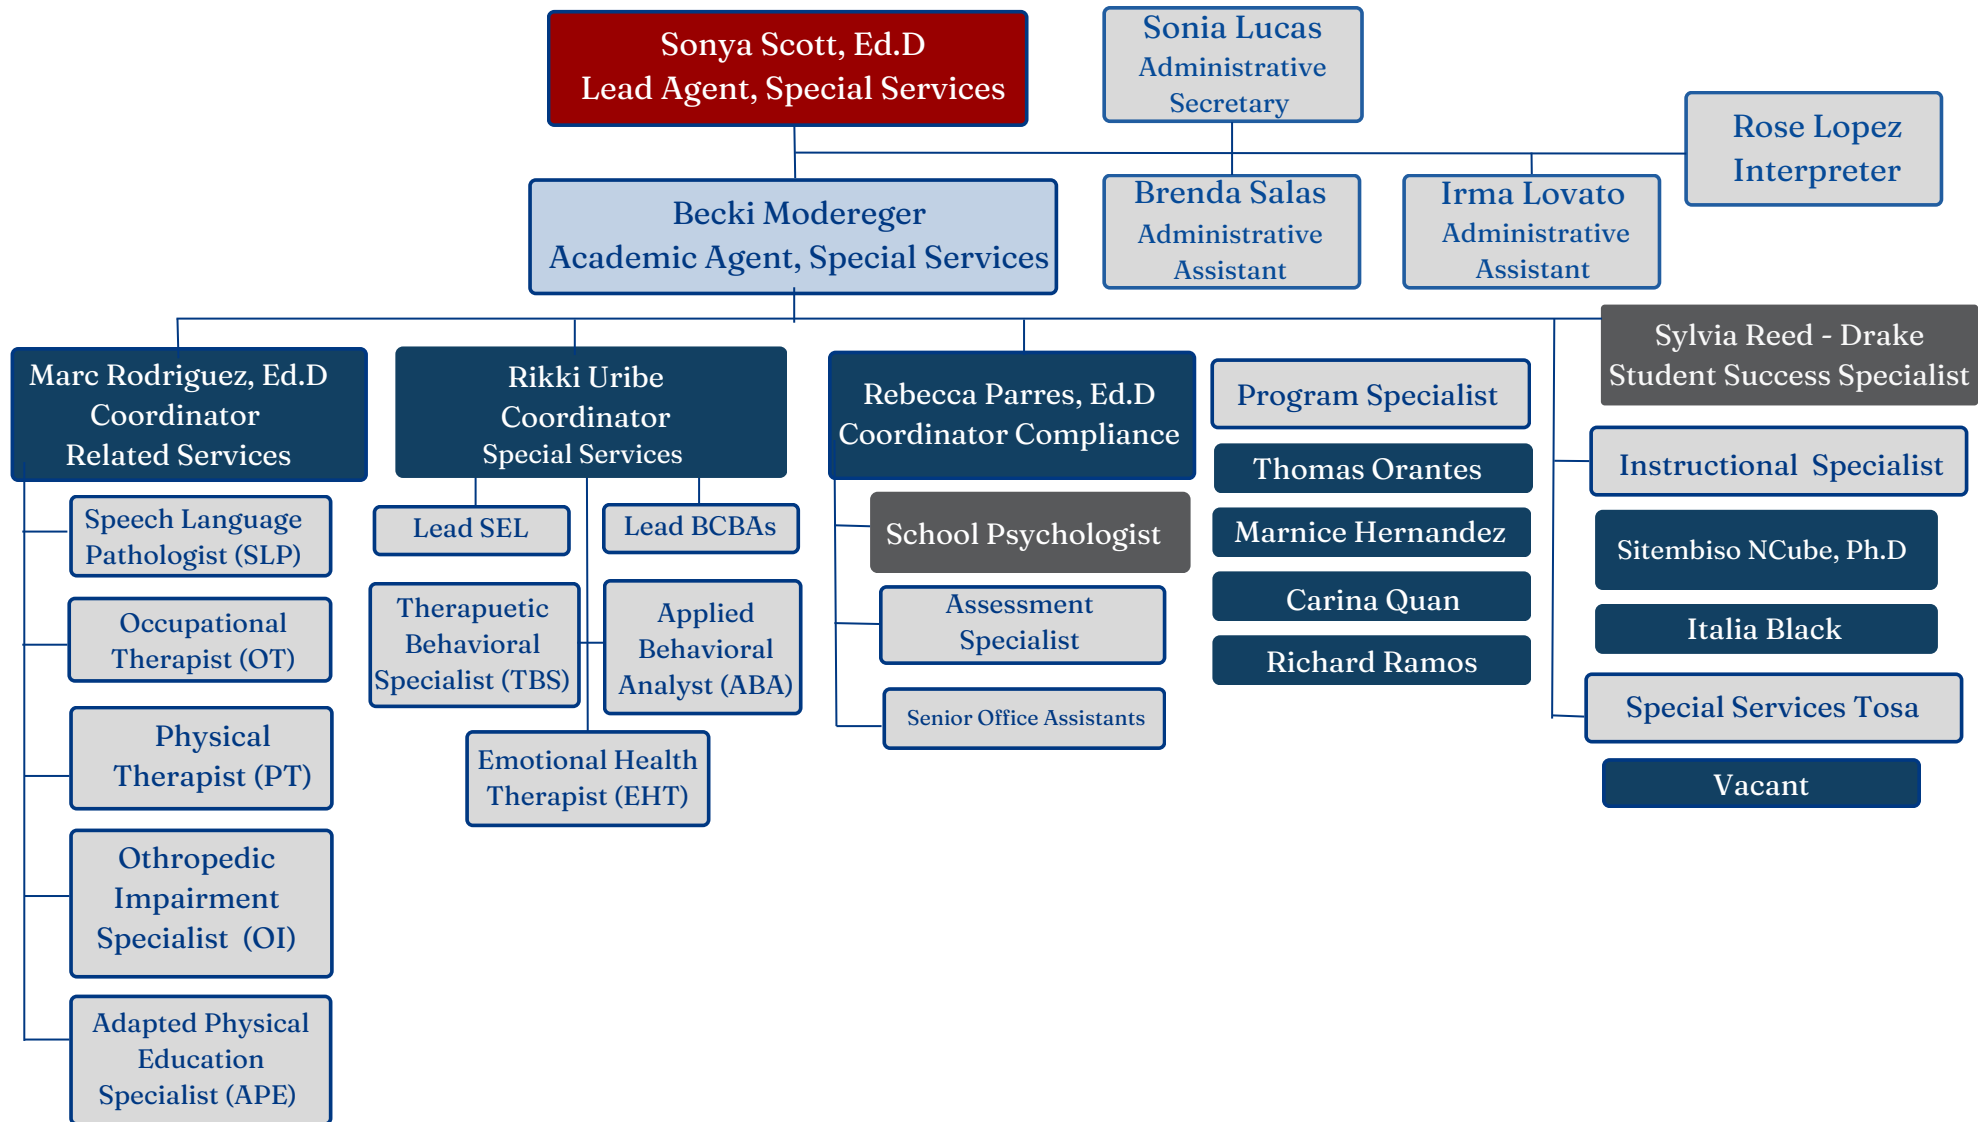 Sonya Scott, Ed.D
Lead Agent, Special Services
Sonia Lucas
Administrative
Secretary
Rose Lopez
Interpreter
Becki Modereger
Academic Agent, Special Services
Brenda Salas
Administrative
Assistant
Irma Lovato
Administrative
Assistant
Marc Rodriguez, Ed.D
Coordinator
Related Services
Speech Language
Pathologist (SLP)
Occupational
Therapist (OT)
Physical
Therapist (PT)
Othropedic
Impairment
Specialist (OI)
Adapted Physical
Education
Specialist (APE)
Rikki Uribe
Coordinator
Special Services
Lead SEL
Lead BCBAs
Therapuetic
Behavioral
Specialist (TBS)
Applied
Behavioral
Analyst (ABA)
Emotional Health
Therapist (EHT)
Rebecca Parres, Ed.D
Coordinator Compliance
School Psychologist
Assessment
Specialist
Senior Office Assistants
Program Specialist
Thomas Orantes
Marnice Hernandez
Carina Quan
Richard Ramos
Sylvia Reed - Drake
Student Success Specialist
Instructional Specialist
Sitembiso NCube, Ph.D
Italia Black
Special Services Tosa
Vacant